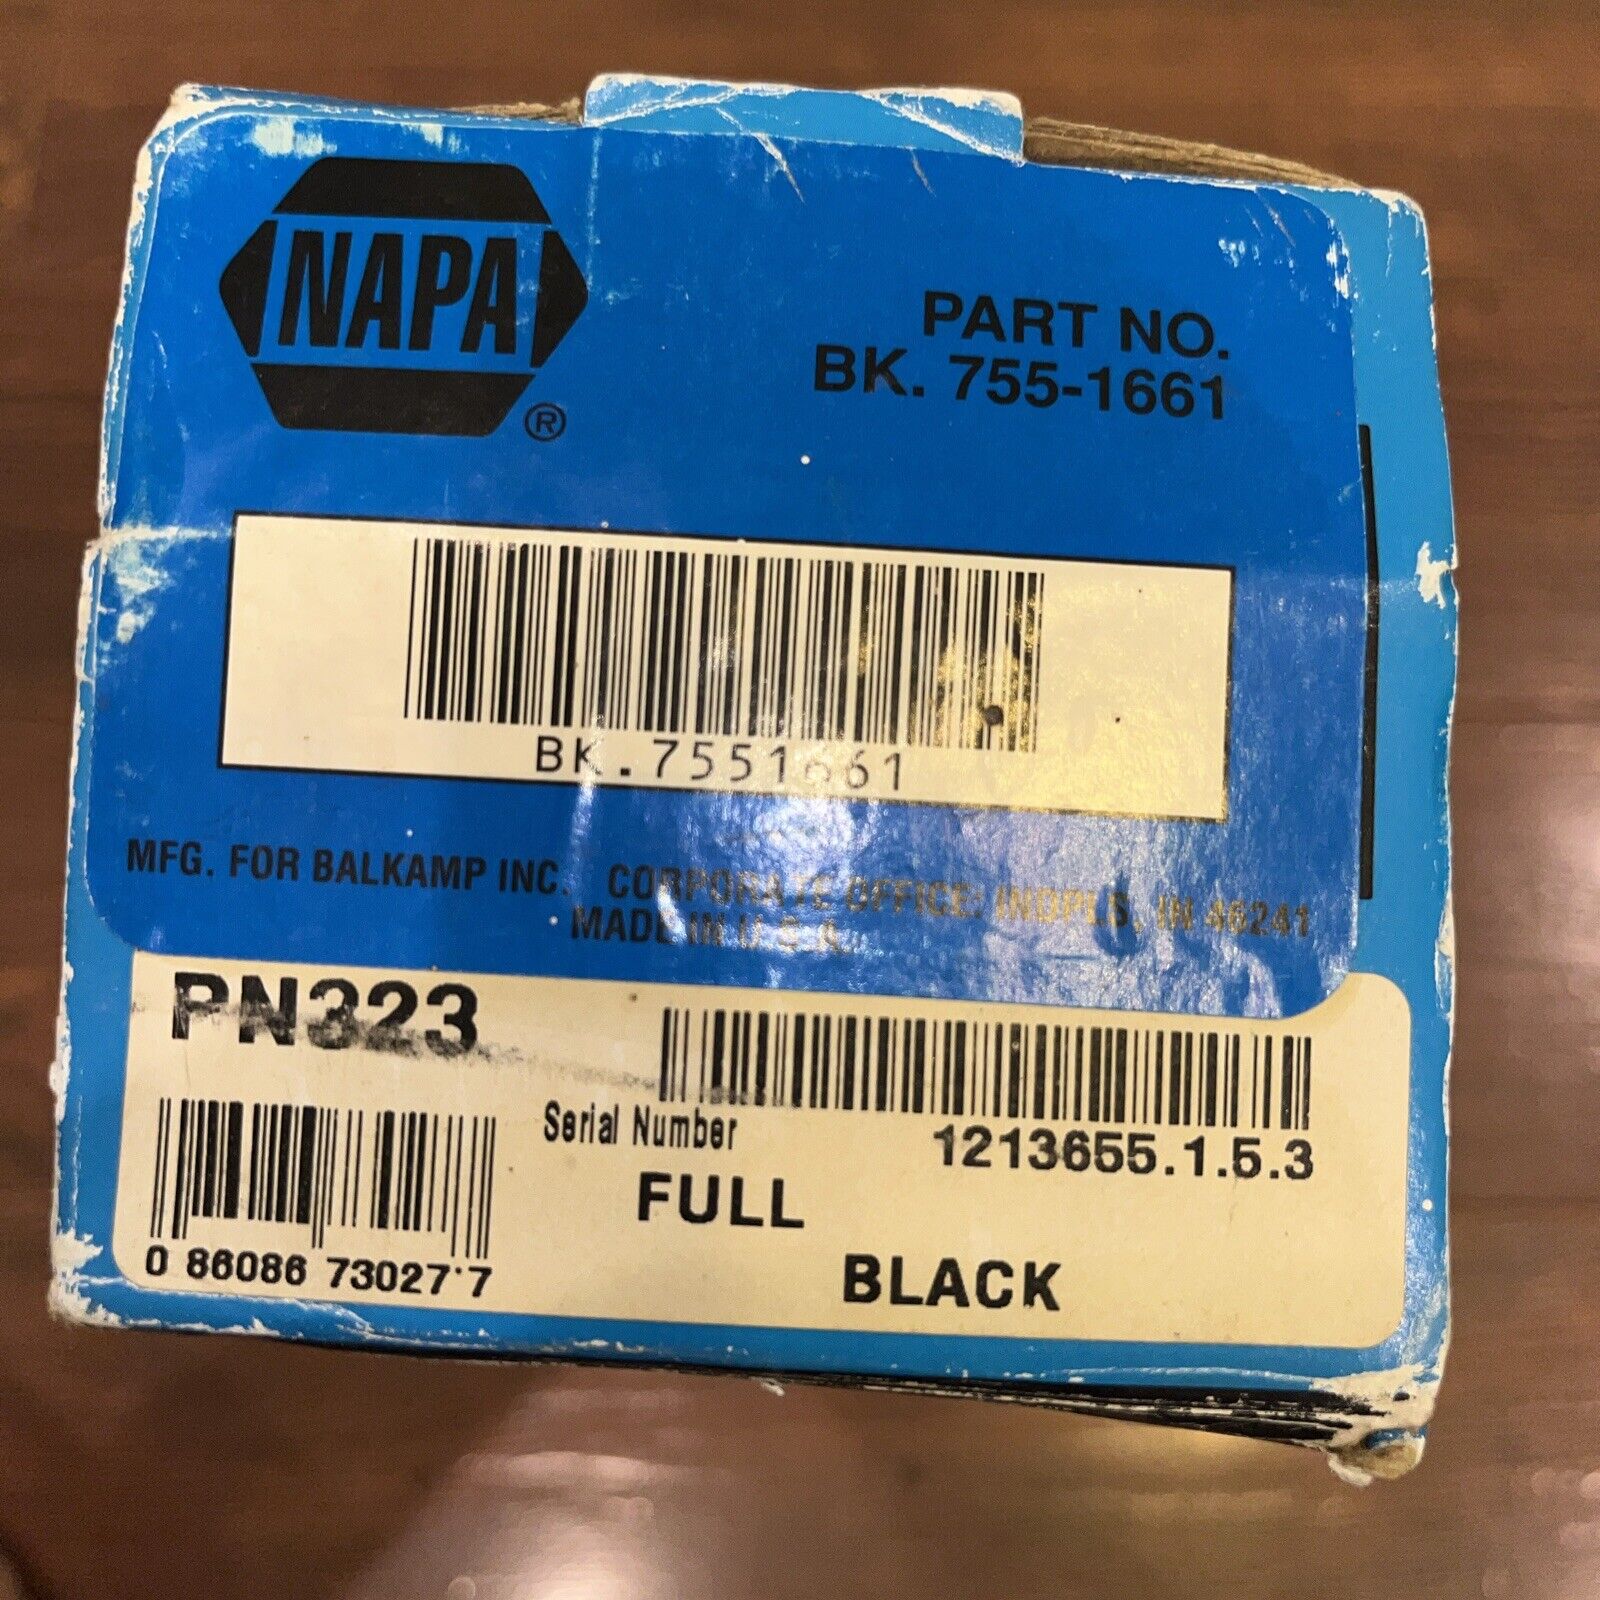 NAPA®
PART NO.
BK. 755-1661
BK.7551661
MFG. FOR BALKAMP INC. CORPORATE OFFICE: INDPLS, IN 46241
MADE IN U.S.A.
PN323
Serial Number
1213655.1.5.3
FULL
BLACK
0 86086 73027 7